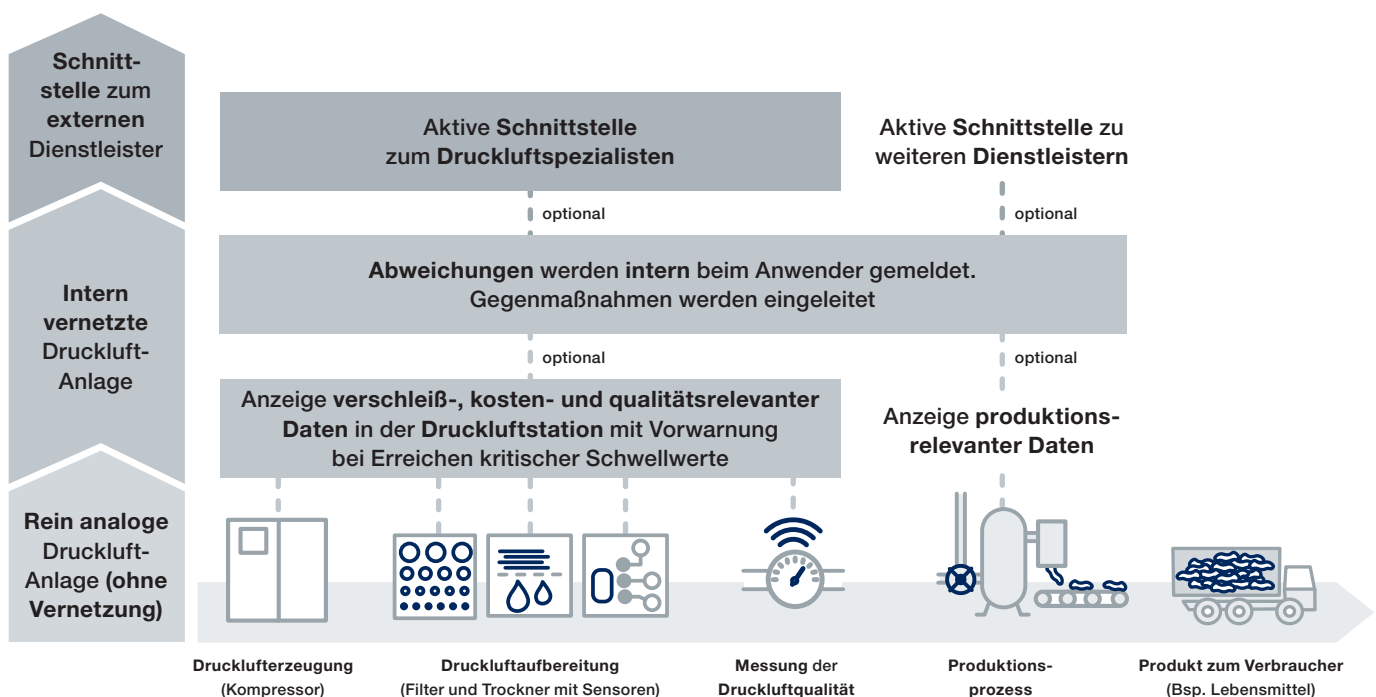 Schnitt-
stelle zum
externen
Dienstleister
Aktive Schnittstelle
zum Druckluftspezialisten
Aktive Schnittstelle zu
weiteren Dienstleistern
optional
optional
Intern
vernetzte
Druckluft-
Anlage
Abweichungen werden intern beim Anwender gemeldet.
Gegenmaßnahmen werden eingeleitet
optional
optional
Anzeige verschleiß-, kosten- und qualitätsrelevanter
Daten in der Druckluftstation mit Vorwarnung
bei Erreichen kritischer Schwellwerte
Anzeige produktions-
relevanter Daten
Rein analoge
Druckluft-
Anlage (ohne
Vernetzung)
Drucklufterzeugung
(Kompressor)
Druckluftaufbereitung
(Filter und Trockner mit Sensoren)
Messung der
Druckluftqualität
Produktions-
prozess
Produkt zum Verbraucher
(Bsp. Lebensmittel)